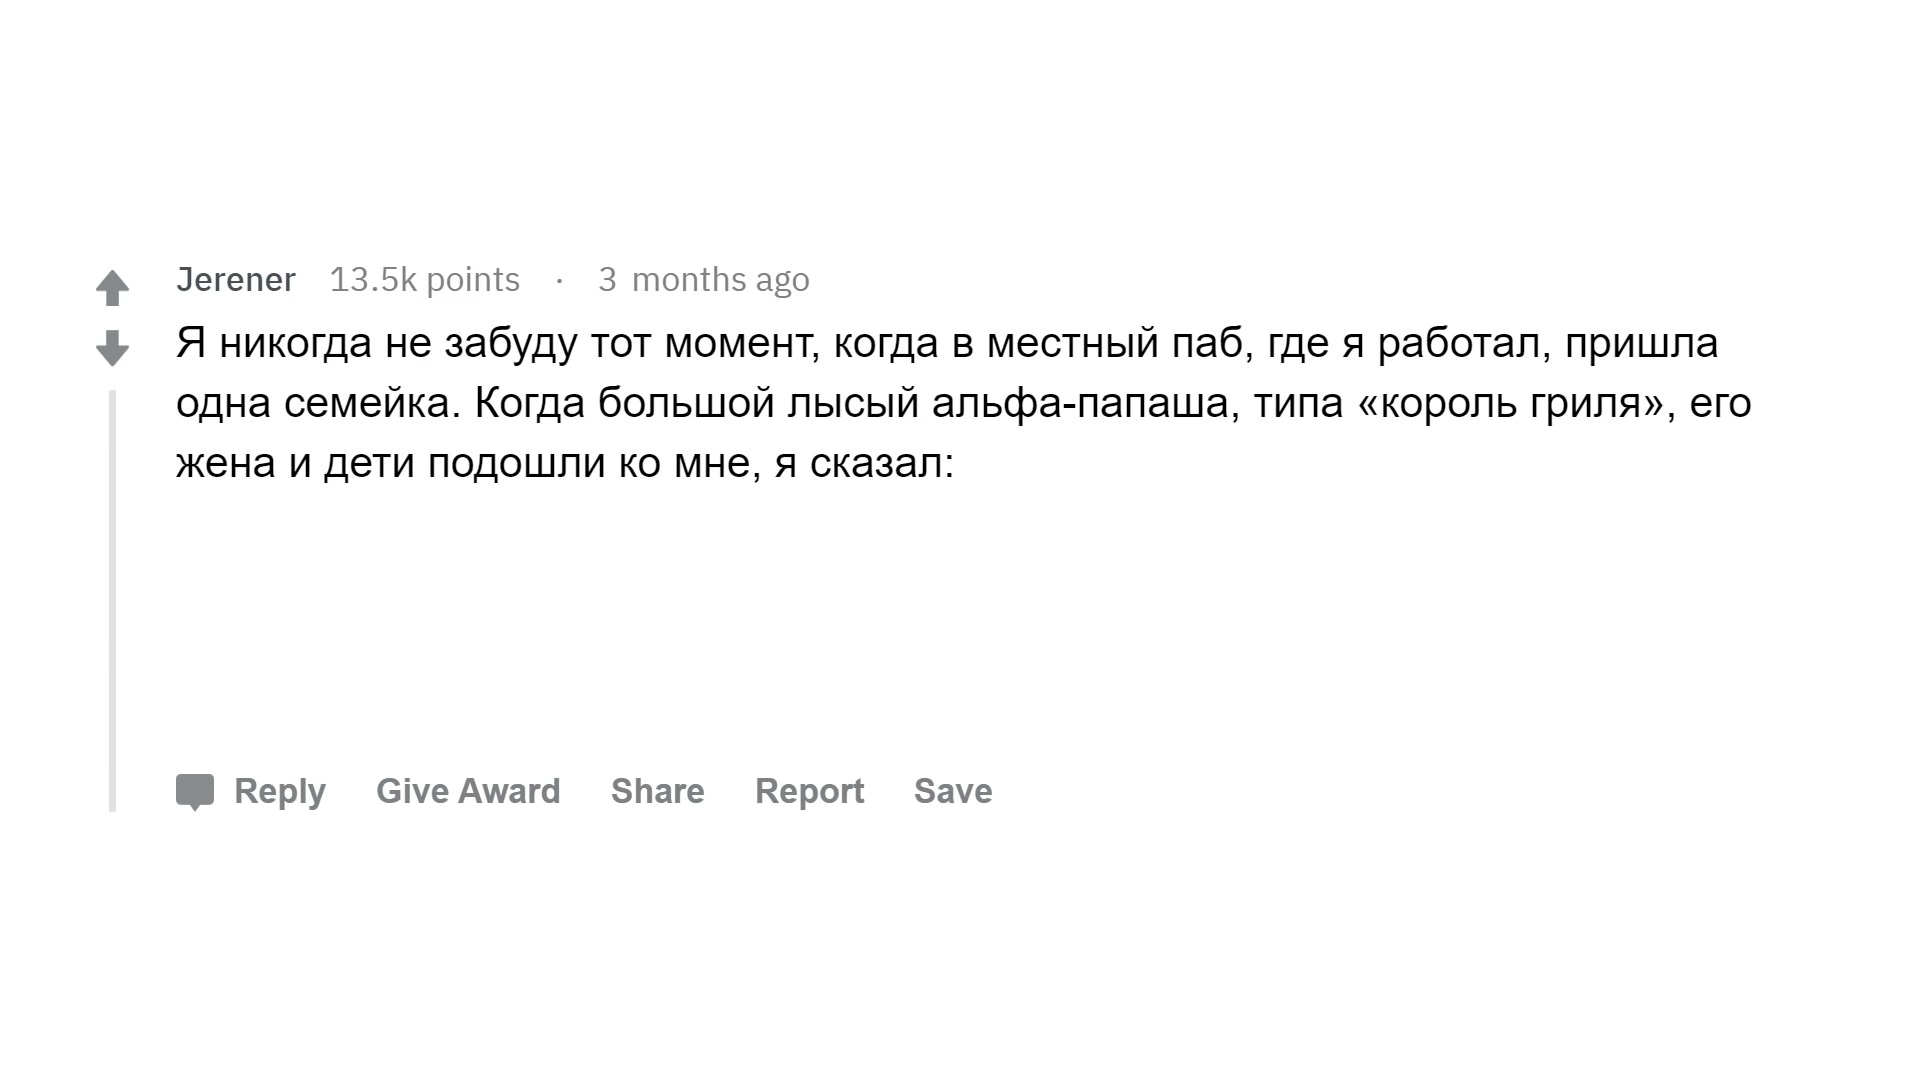 Jerener 13.5k points · 3 months ago
Я никогда не забуду тот момент, когда в местный паб, где я работал, пришла
одна семейка. Когда большой лысый альфа-папаша, типа «король гриля», его
жена и дети подошли ко мне, я сказал:
Reply Give Award Share Report Save